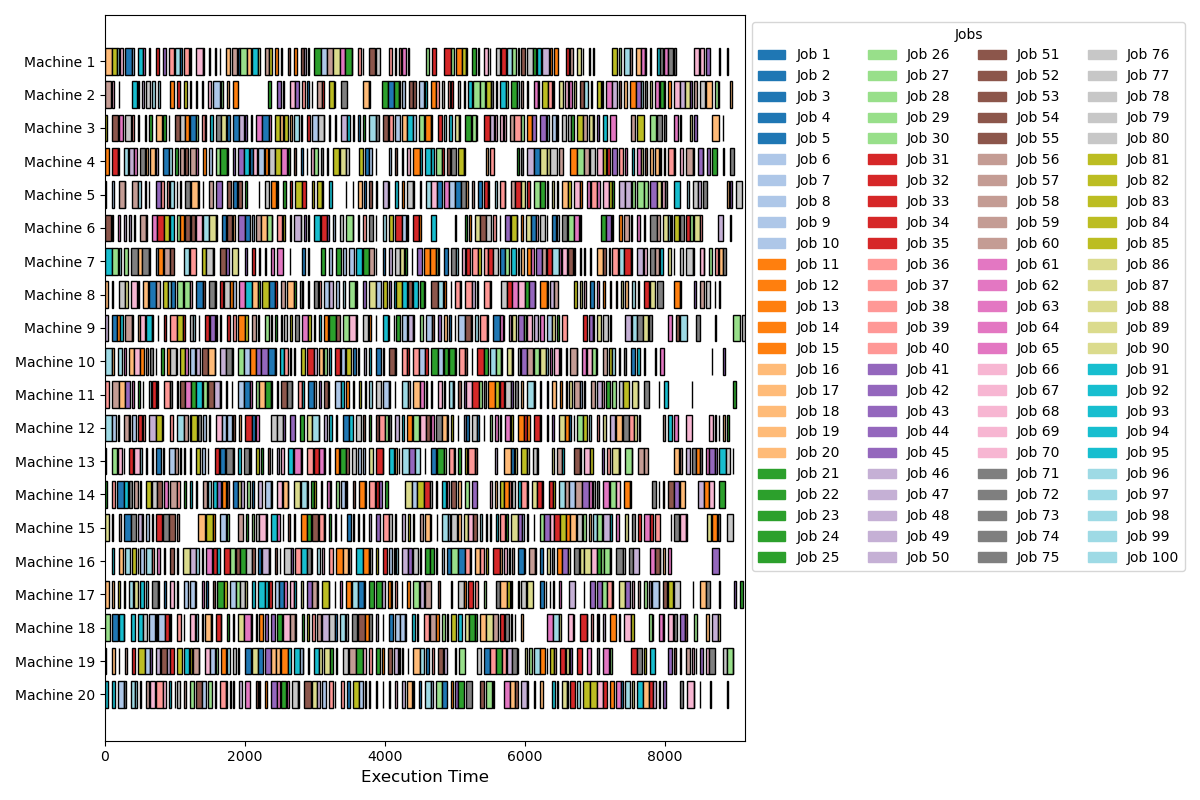 Machine 1
Machine 2
Machine 3
Machine 4
Machine 5
Machine 6
Machine 7
Machine 8
Machine 9
Machine 10
Machine 11
Machine 12
Machine 13
Machine 14
Machine 15
Machine 16
Machine 17
Machine 18
Machine 19
Machine 20
0 2000 4000 6000 8000
Execution Time
Jobs
Job 1 Job 26 Job 51 Job 76
Job 2 Job 27 Job 52 Job 77
Job 3 Job 28 Job 53 Job 78
Job 4 Job 29 Job 54 Job 79
Job 5 Job 30 Job 55 Job 80
Job 6 Job 31 Job 56 Job 81
Job 7 Job 32 Job 57 Job 82
Job 8 Job 33 Job 58 Job 83
Job 9 Job 34 Job 59 Job 84
Job 10 Job 35 Job 60 Job 85
Job 11 Job 36 Job 61 Job 86
Job 12 Job 37 Job 62 Job 87
Job 13 Job 38 Job 63 Job 88
Job 14 Job 39 Job 64 Job 89
Job 15 Job 40 Job 65 Job 90
Job 16 Job 41 Job 66 Job 91
Job 17 Job 42 Job 67 Job 92
Job 18 Job 43 Job 68 Job 93
Job 19 Job 44 Job 69 Job 94
Job 20 Job 45 Job 70 Job 95
Job 21 Job 46 Job 71 Job 96
Job 22 Job 47 Job 72 Job 97
Job 23 Job 48 Job 73 Job 98
Job 24 Job 49 Job 74 Job 99
Job 25 Job 50 Job 75 Job 100